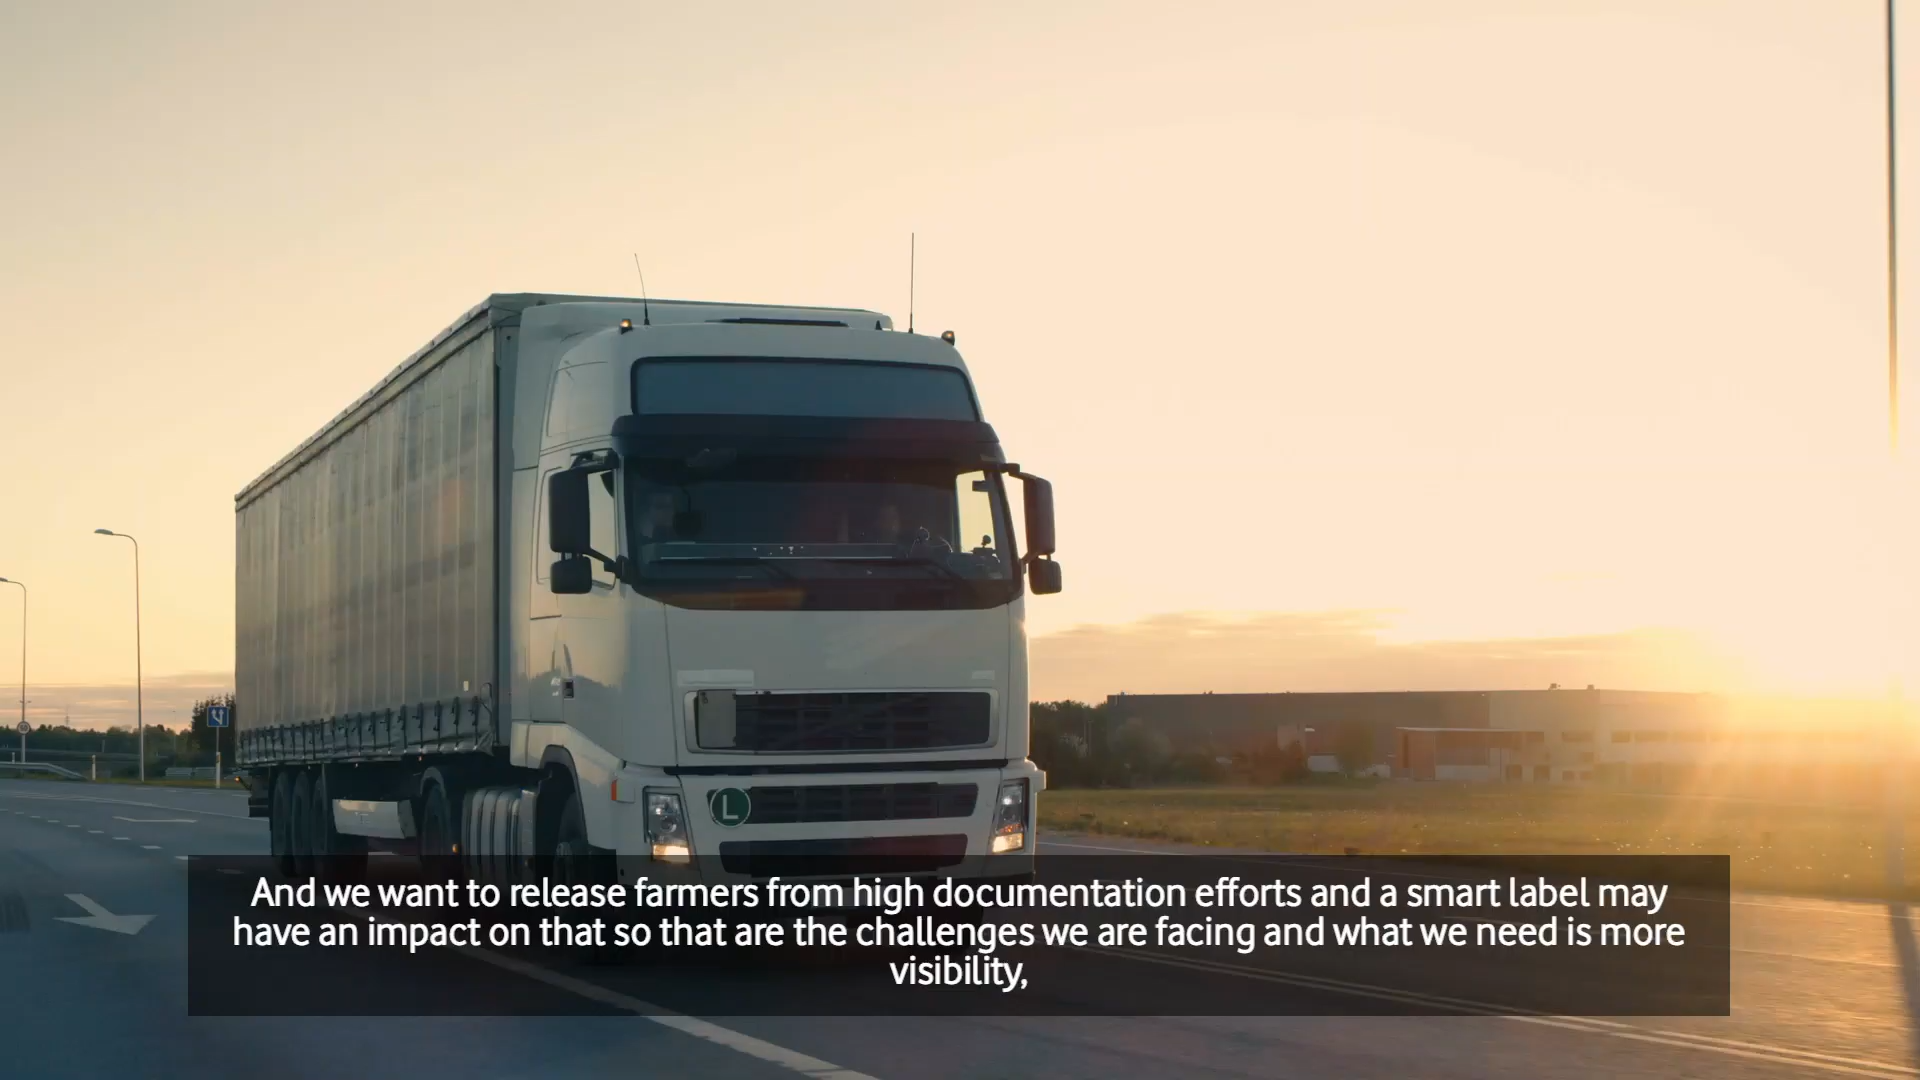 L
And we want to release farmers from high documentation efforts and a smart label may
have an impact on that so that are the challenges we are facing and what we need is more
visibility,